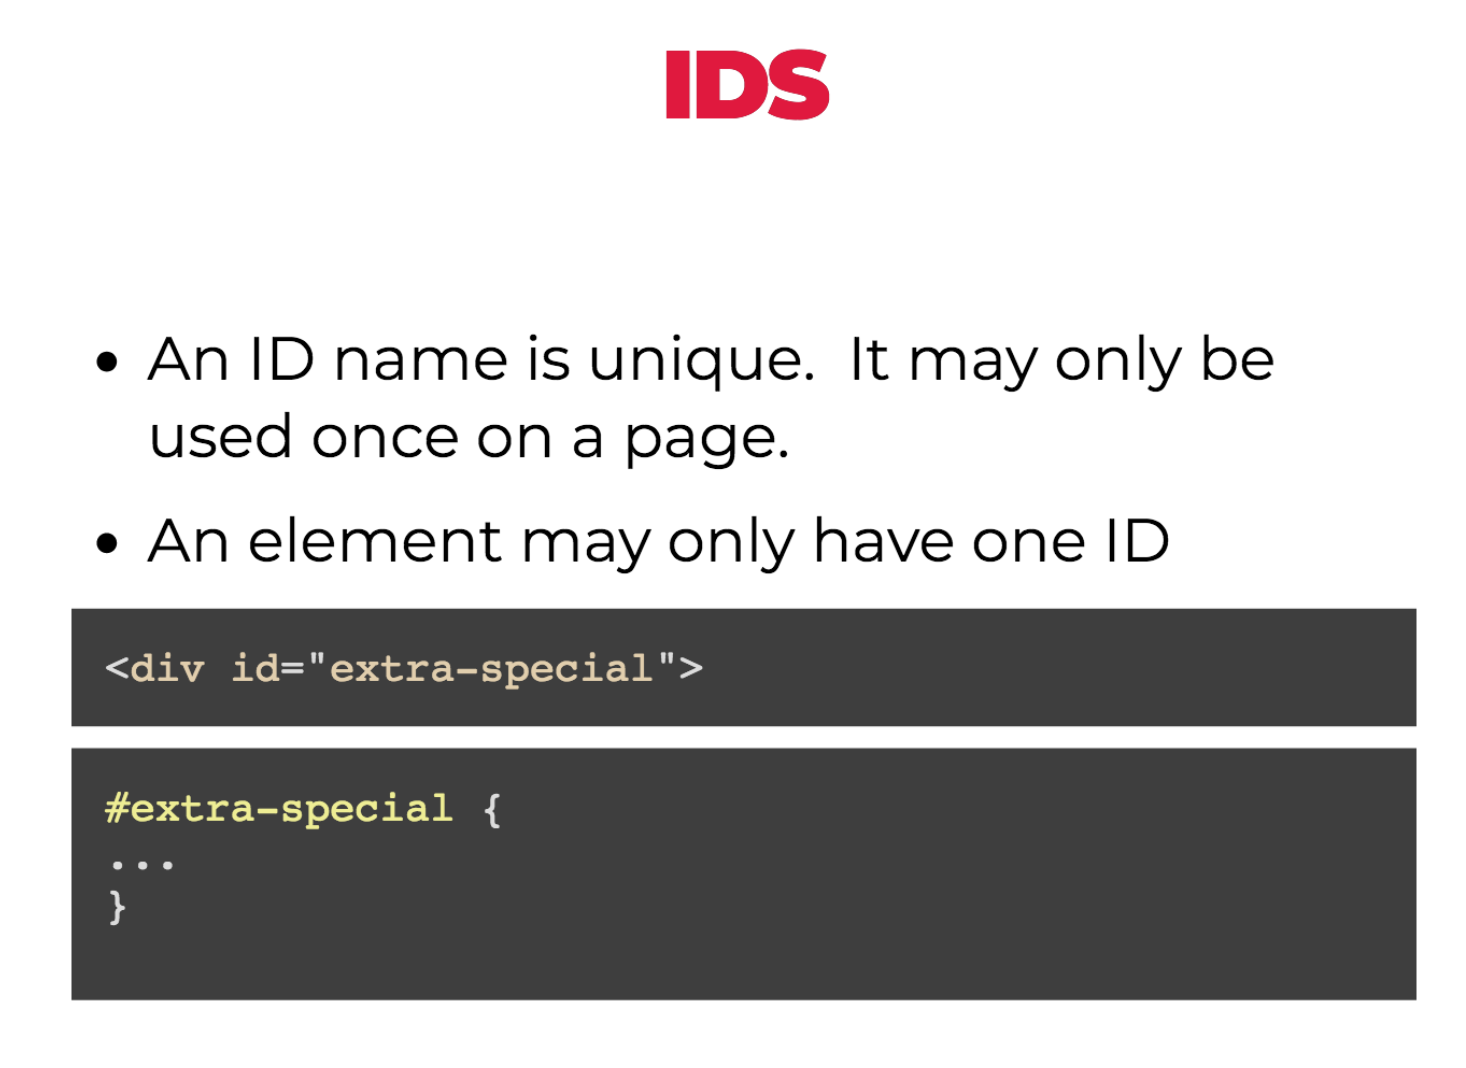 IDS
• An ID name is unique.  It may only be
used once on a page.
• An element may only have one ID
<div id="extra-special">
#extra-special {
...
}